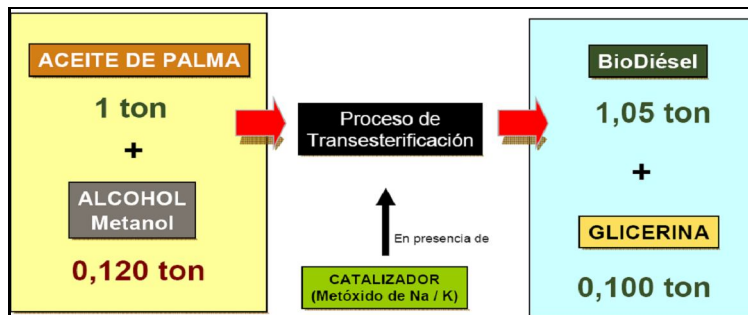 ACEITE DE PALMA
1 ton
+
ALCOHOL
Metanol
0,120 ton
Proceso de
Transesterificación
En presencia de
CATALIZADOR
(Metóxido de Na / K)
BioDiésel
1,05 ton
+
GLICERINA
0,100 ton